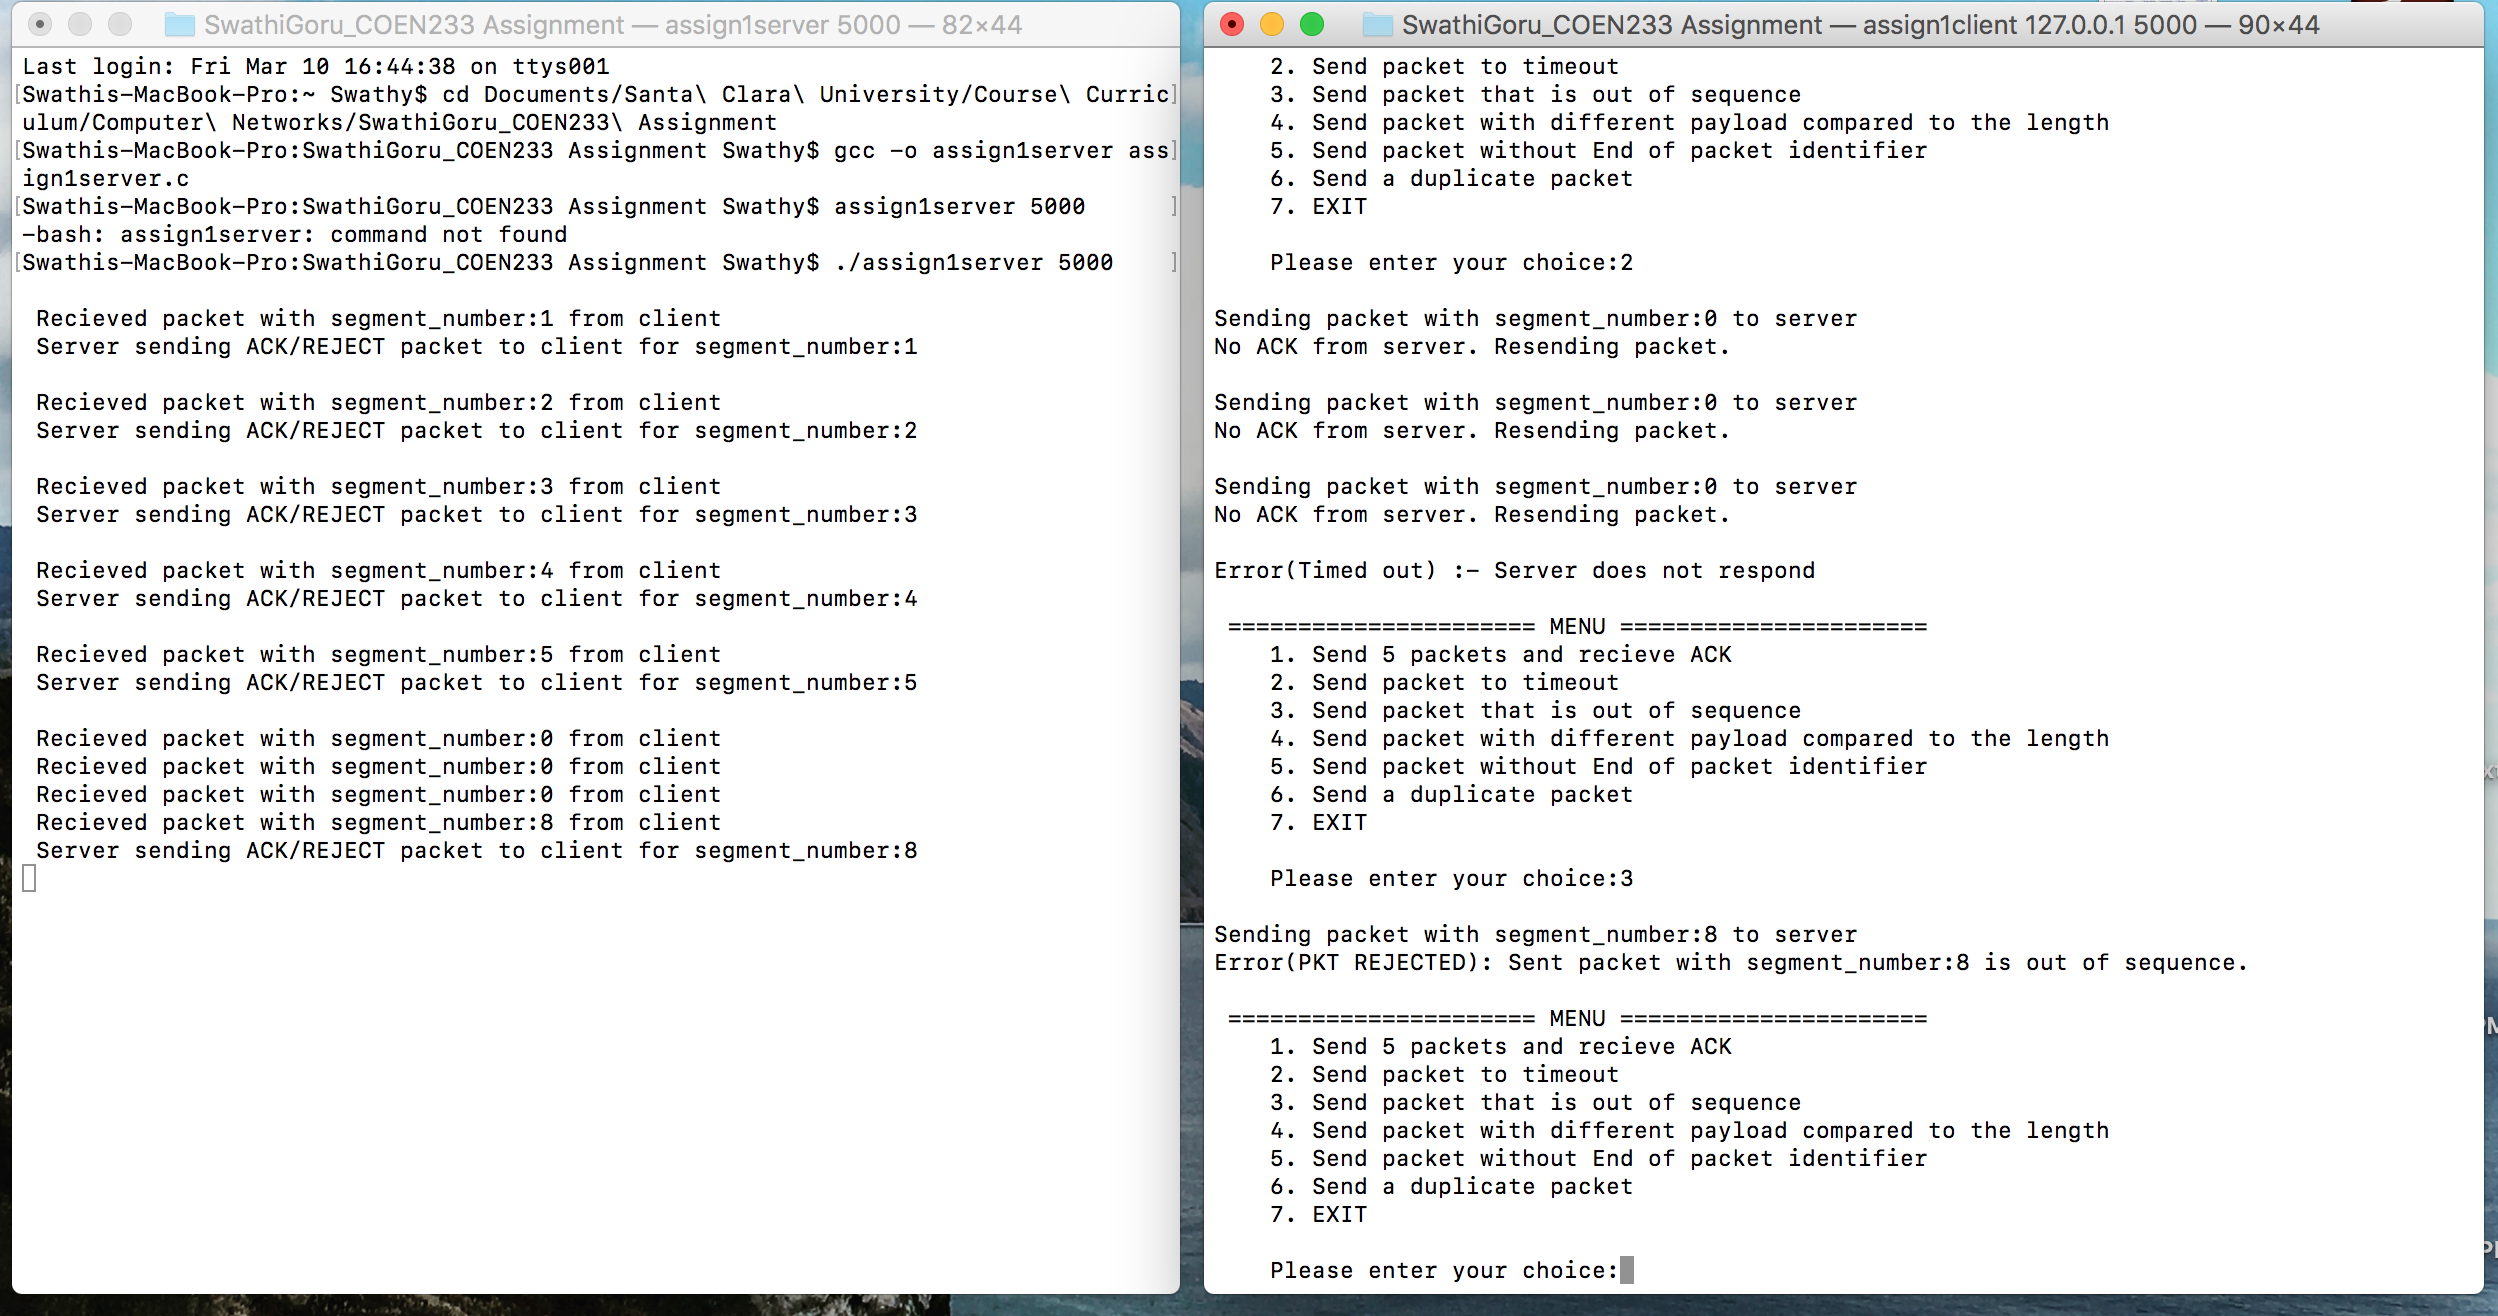 SwathiGoru_COEN233 Assignment — assign1server 5000 — 82×44
Last login: Fri Mar 10 16:44:38 on ttys001
[Swathis-MacBook-Pro:~ Swathy$ cd Documents/Santa\ Clara\ University/Course\ Curric]
ulum/Computer\ Networks/SwathiGoru_COEN233\ Assignment
[Swathis-MacBook-Pro:SwathiGoru_COEN233 Assignment Swathy$ gcc -o assign1server ass]
ign1server.c
[Swathis-MacBook-Pro:SwathiGoru_COEN233 Assignment Swathy$ assign1server 5000 ]
-bash: assign1server: command not found
[Swathis-MacBook-Pro:SwathiGoru_COEN233 Assignment Swathy$ ./assign1server 5000 ]
Recieved packet with segment_number:1 from client
Server sending ACK/REJECT packet to client for segment_number:1
Recieved packet with segment_number:2 from client
Server sending ACK/REJECT packet to client for segment_number:2
Recieved packet with segment_number:3 from client
Server sending ACK/REJECT packet to client for segment_number:3
Recieved packet with segment_number:4 from client
Server sending ACK/REJECT packet to client for segment_number:4
Recieved packet with segment_number:5 from client
Server sending ACK/REJECT packet to client for segment_number:5
Recieved packet with segment_number:0 from client
Recieved packet with segment_number:0 from client
Recieved packet with segment_number:0 from client
Recieved packet with segment_number:8 from client
Server sending ACK/REJECT packet to client for segment_number:8
SwathiGoru_COEN233 Assignment — assign1client 127.0.0.1 5000 — 90×44
2. Send packet to timeout
3. Send packet that is out of sequence
4. Send packet with different payload compared to the length
5. Send packet without End of packet identifier
6. Send a duplicate packet
7. EXIT
Please enter your choice:2
Sending packet with segment_number:0 to server
No ACK from server. Resending packet.
Sending packet with segment_number:0 to server
No ACK from server. Resending packet.
Sending packet with segment_number:0 to server
No ACK from server. Resending packet.
Error(Timed out) :- Server does not respond
====================== MENU ======================
1. Send 5 packets and recieve ACK
2. Send packet to timeout
3. Send packet that is out of sequence
4. Send packet with different payload compared to the length
5. Send packet without End of packet identifier
6. Send a duplicate packet
7. EXIT
Please enter your choice:3
Sending packet with segment_number:8 to server
Error(PKT REJECTED): Sent packet with segment_number:8 is out of sequence.
====================== MENU ======================
1. Send 5 packets and recieve ACK
2. Send packet to timeout
3. Send packet that is out of sequence
4. Send packet with different payload compared to the length
5. Send packet without End of packet identifier
6. Send a duplicate packet
7. EXIT
Please enter your choice: